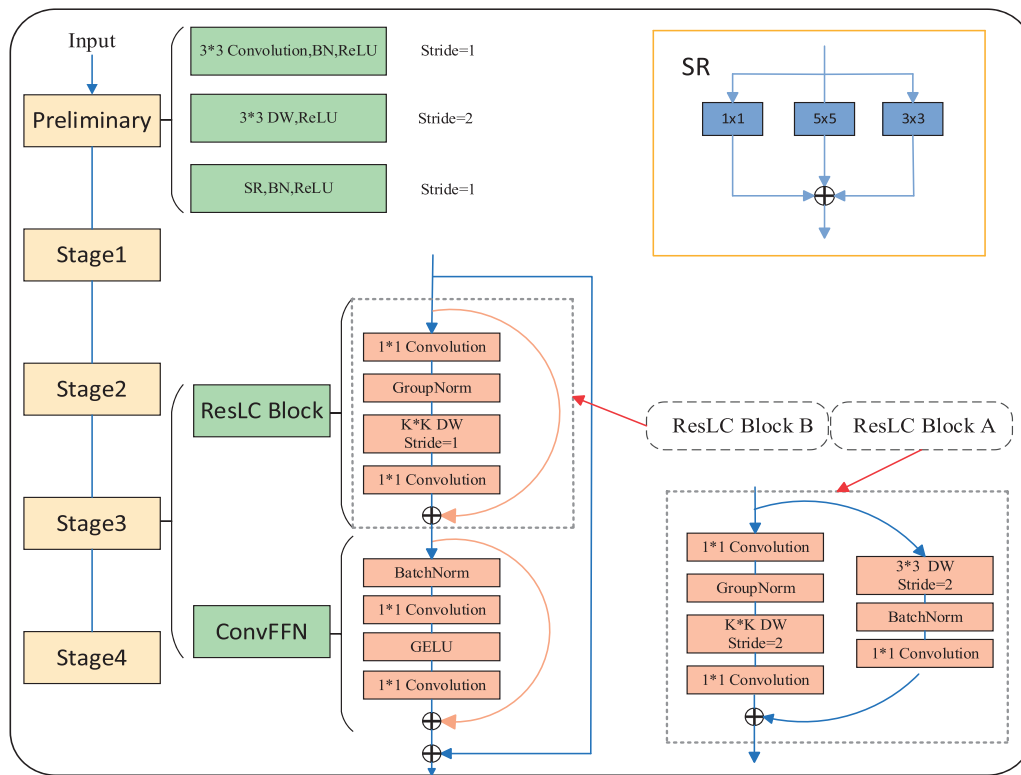 Input
Preliminary
Stage1
Stage2
Stage3
Stage4
3*3 Convolution,BN,ReLU
Stride=1
3*3 DW,ReLU
Stride=2
SR,BN,ReLU
Stride=1
SR
1x1
5x5
3x3
ResLC Block
ConvFFN
1*1 Convolution
GroupNorm
K*K DW
Stride=1
1*1 Convolution
BatchNorm
1*1 Convolution
GELU
1*1 Convolution
ResLC Block B
ResLC Block A
1*1 Convolution
GroupNorm
K*K DW
Stride=2
1*1 Convolution
3*3 DW
Stride=2
BatchNorm
1*1 Convolution